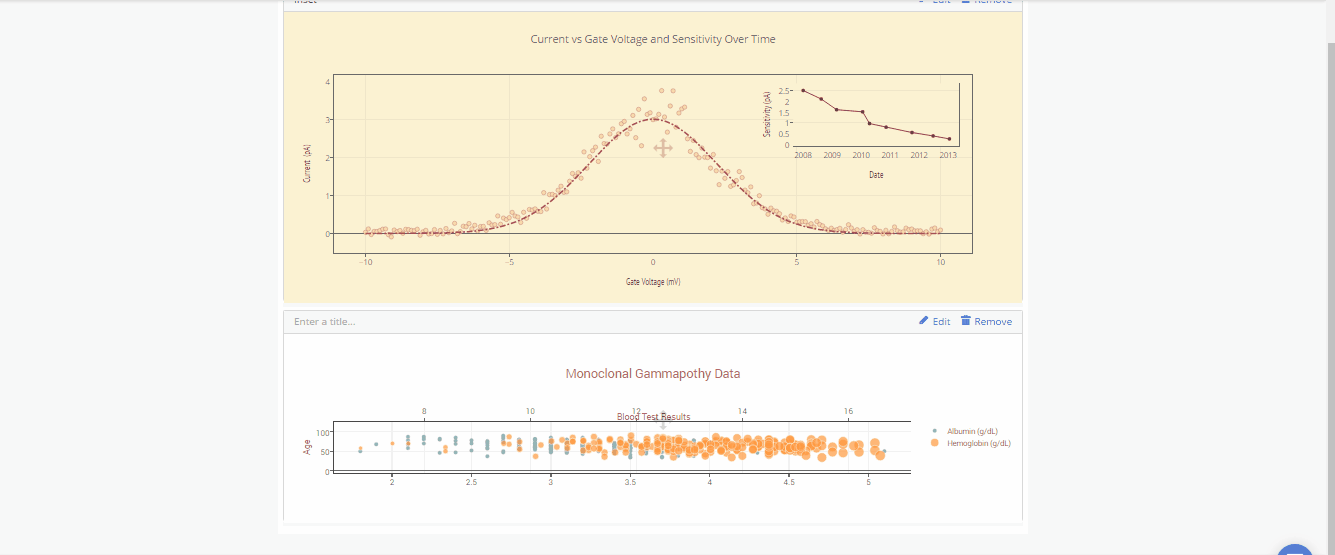 Inset Edit Remove
Current vs Gate Voltage and Sensitivity Over Time
4
3
2
1
0
Current (pA)
−10 −5 0 5 10
Gate Voltage (mV)
2.5
2
1.5
1
0.5
0
Sensitivity (pA)
2008 2009 2010 2011 2012 2013
Date
Enter a title... Edit Remove
Monoclonal Gammapothy Data
8 10 12 14 16
Blood Test Results
100
50
0
Age
2 2.5 3 3.5 4 4.5 5
Albumin (g/dL)
Hemoglobin (g/dL)